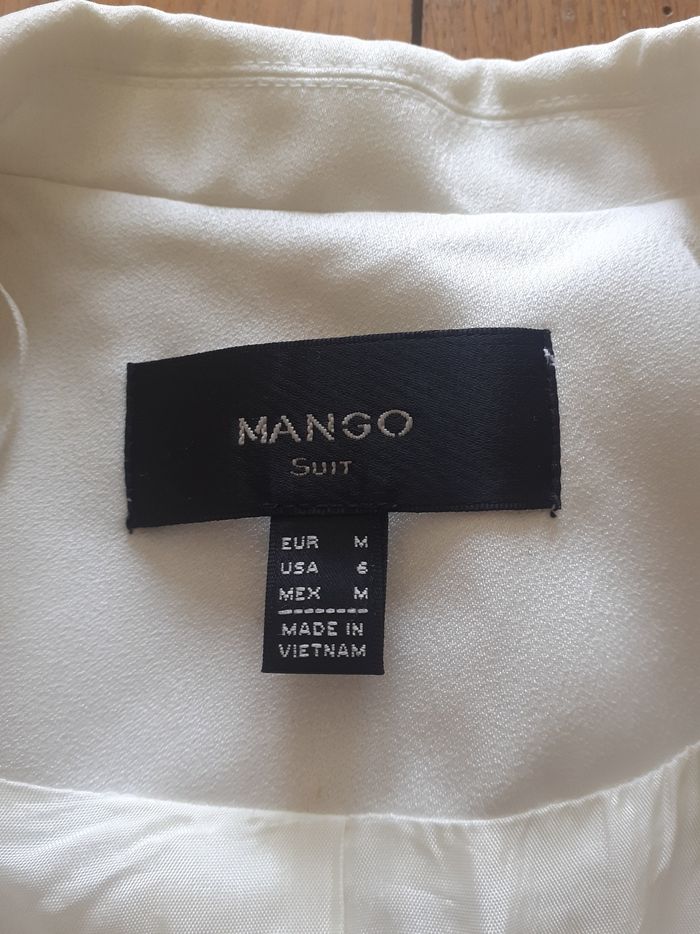 MANGO
SUIT
EUR M
USA 6
MEX M
MADE IN
VIETNAM